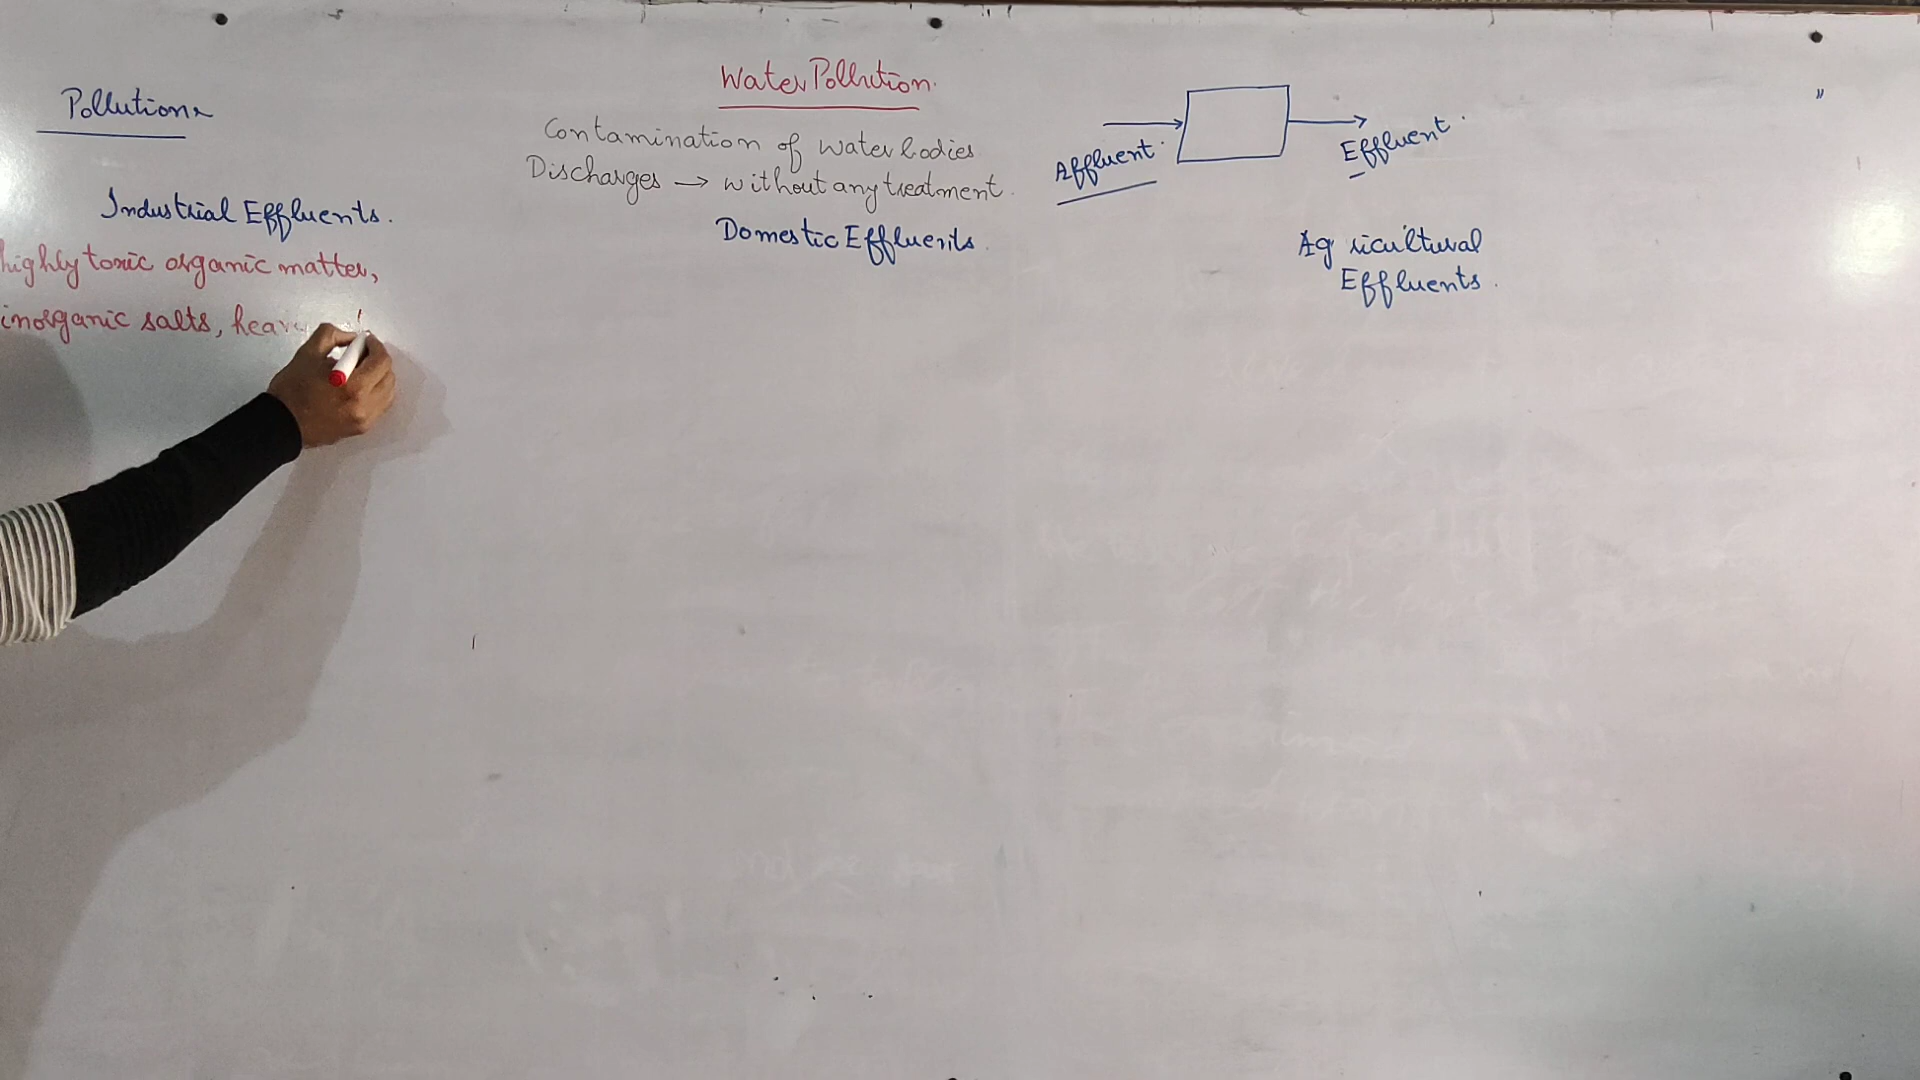 Pollution
Water Pollution.
Contamination of water bodies
Discharges → without any treatment.
Affluent.
Effluent.
Industrial Effluents.
highly toxic organic matter,
inorganic salts,
Domestic Effluents.
Agricultural
Effluents.